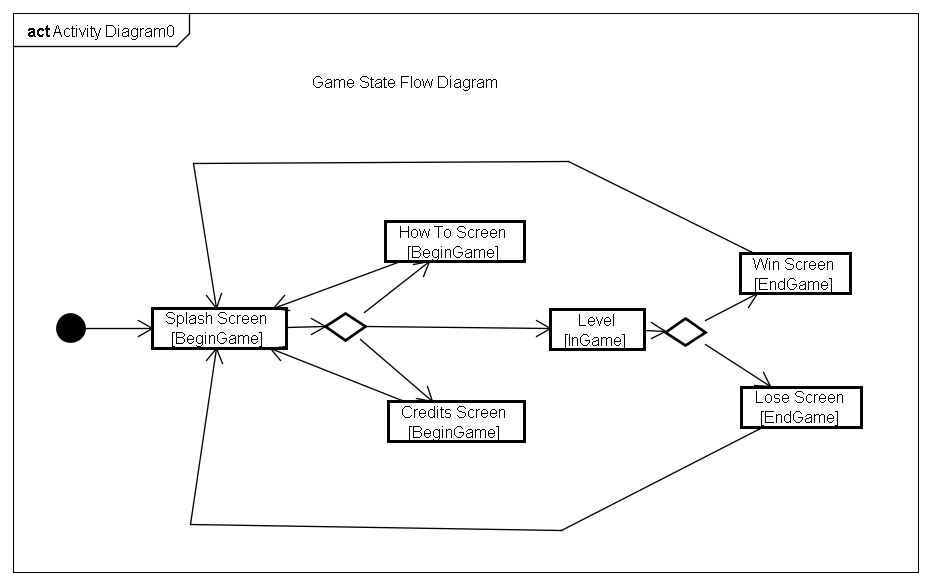 act Activity Diagram0
Game State Flow Diagram
How To Screen
[BeginGame]
Win Screen
[EndGame]
Splash Screen
[BeginGame]
Level
[InGame]
Credits Screen
[BeginGame]
Lose Screen
[EndGame]